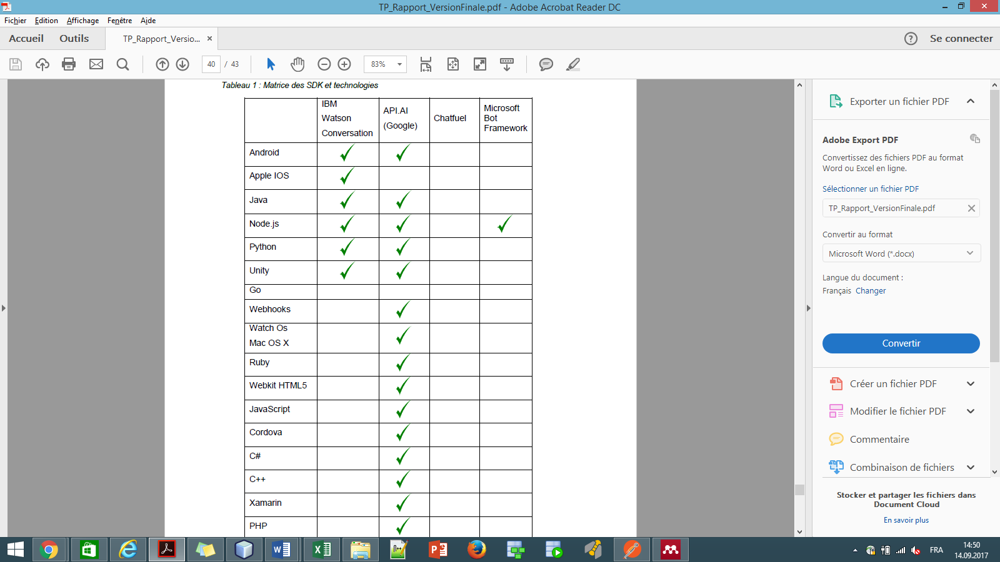 TP_Rapport_VersionFinale.pdf - Adobe Acrobat Reader DC
Fichier Edition Affichage Fenêtre Aide
Accueil Outils TP_Rapport_Versio... × Se connecter
40 / 43 83%
Tableau 1 : Matrice des SDK et technologies
IBM
Watson
Conversation
API.AI
(Google)
Chatfuel
Microsoft
Bot
Framework
Android
Apple IOS
Java
Node.js
Python
Unity
Go
Webhooks
Watch Os
Mac OS X
Ruby
Webkit HTML5
JavaScript
Cordova
C#
C++
Xamarin
PHP
Exporter un fichier PDF
Adobe Export PDF
Convertissez des fichiers PDF au format
Word ou Excel en ligne.
Sélectionner un fichier PDF
TP_Rapport_VersionFinale.pdf
Convertir au format
Microsoft Word (*.docx)
Langue du document :
Français Changer
Convertir
Créer un fichier PDF
Modifier le fichier PDF
Commentaire
Combinaison de fichiers
Stocker et partager les fichiers dans
Document Cloud
En savoir plus
FRA
14:50
14.09.2017